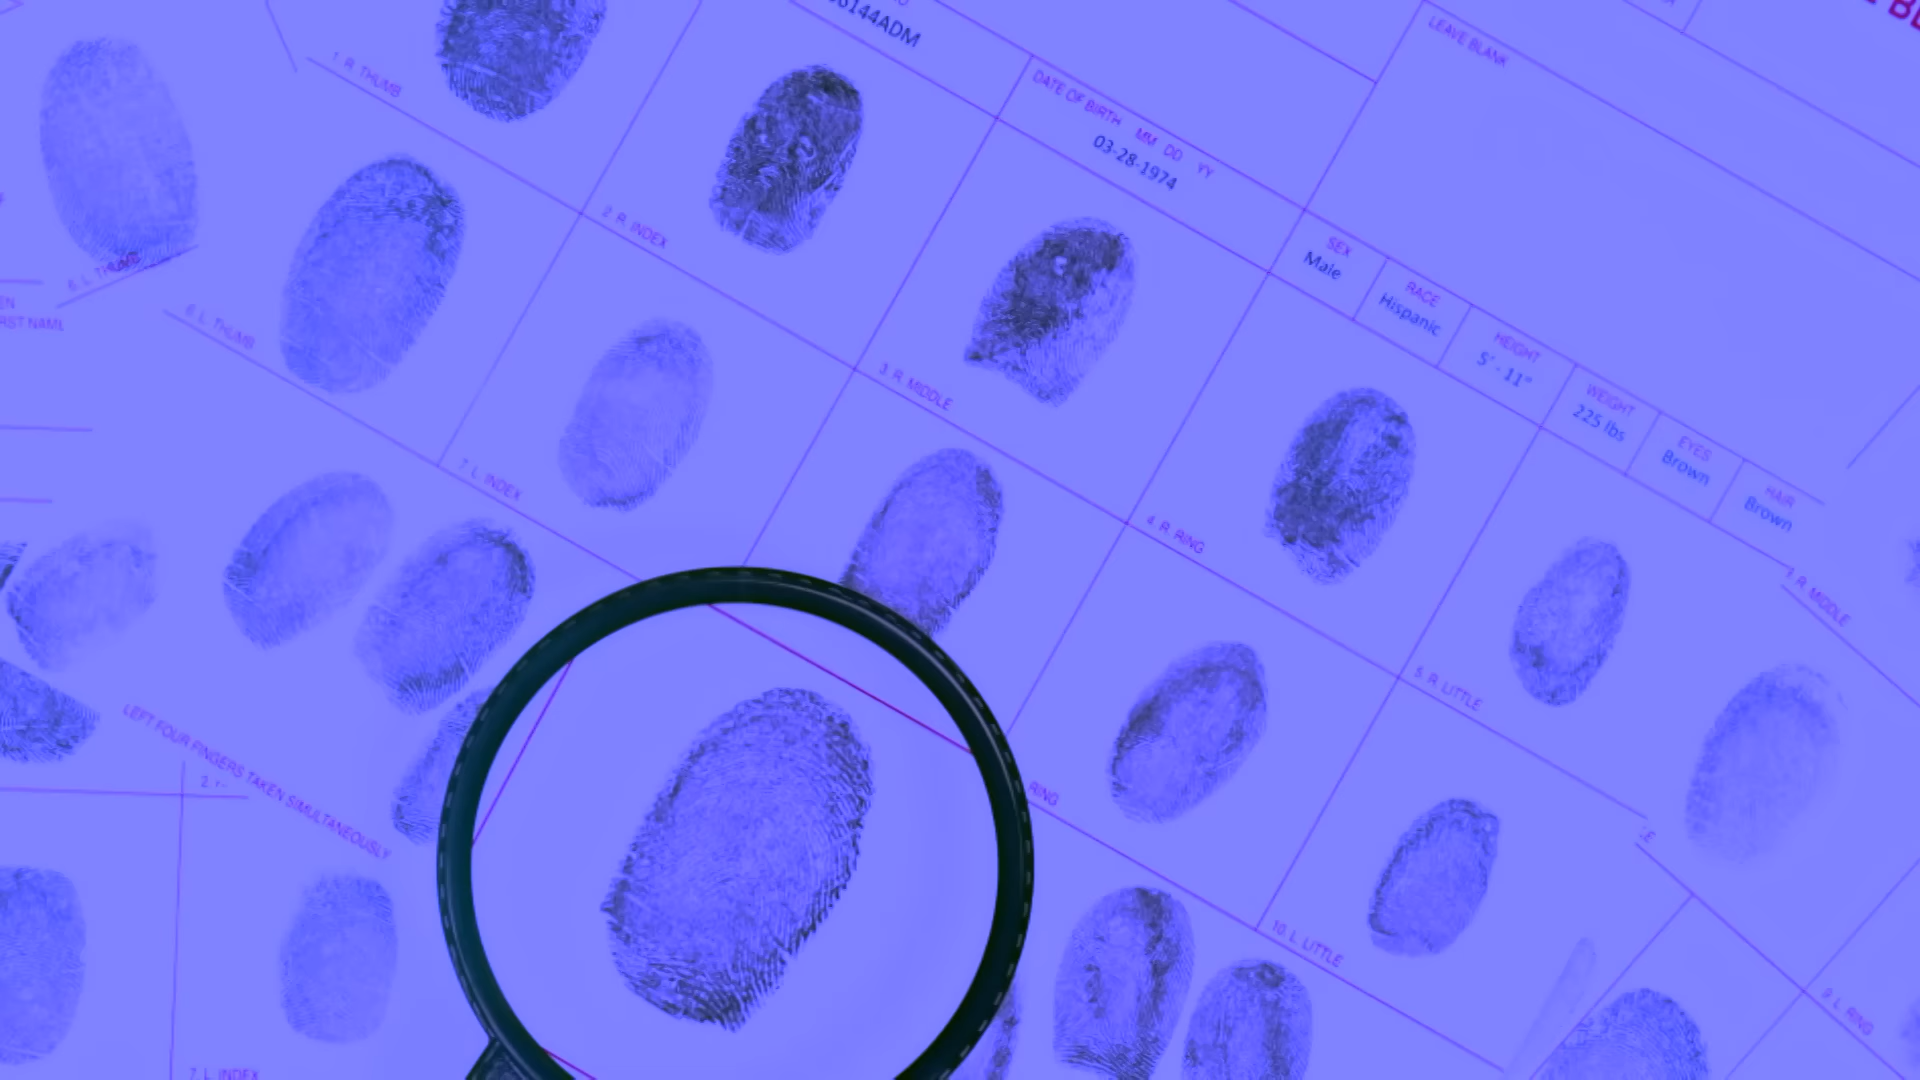 LEAVE BLANK
1. R. THUMB
DATE OF BIRTH MM DD YY
03-28-1974
2. R. INDEX
SEX
Male
RACE
Hispanic
HEIGHT
5' - 11"
WEIGHT
225 lbs
EYES
Brown
HAIR
Brown
6. L. THUMB
6. L. THUMB
3. R. MIDDLE
7. L. INDEX
4. R. RING
R. MIDDLE
5. R. LITTLE
LEFT FOUR FINGERS TAKEN SIMULTANEOUSLY
RING
10. L. LITTLE
9. L. RING
7. L. INDEX